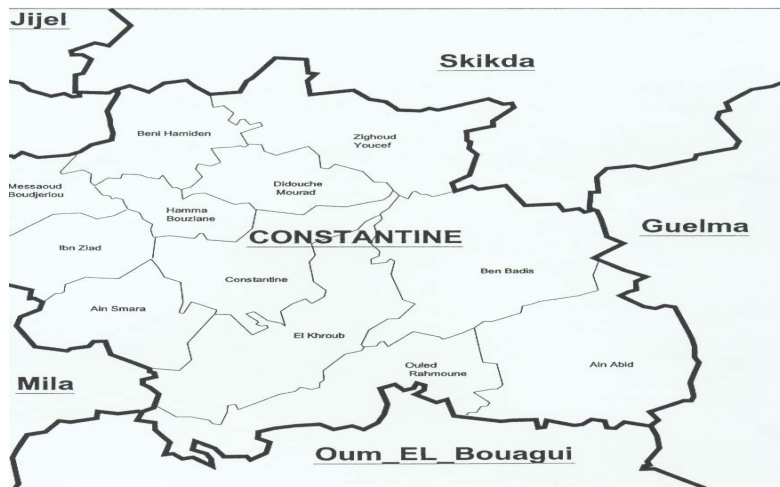 Jijel
Skikda
Beni Hamiden
Zighoud
Youcef
Messaoud
Boudjeriou
Didouche
Mourad
Hamma
Bouziane
Guelma
CONSTANTINE
Ibn Ziad
Constantine
Ben Badis
Ain Smara
El Khroub
Ouled
Rahmoune
Ain Abid
Mila
Oum_EL_Bouagui